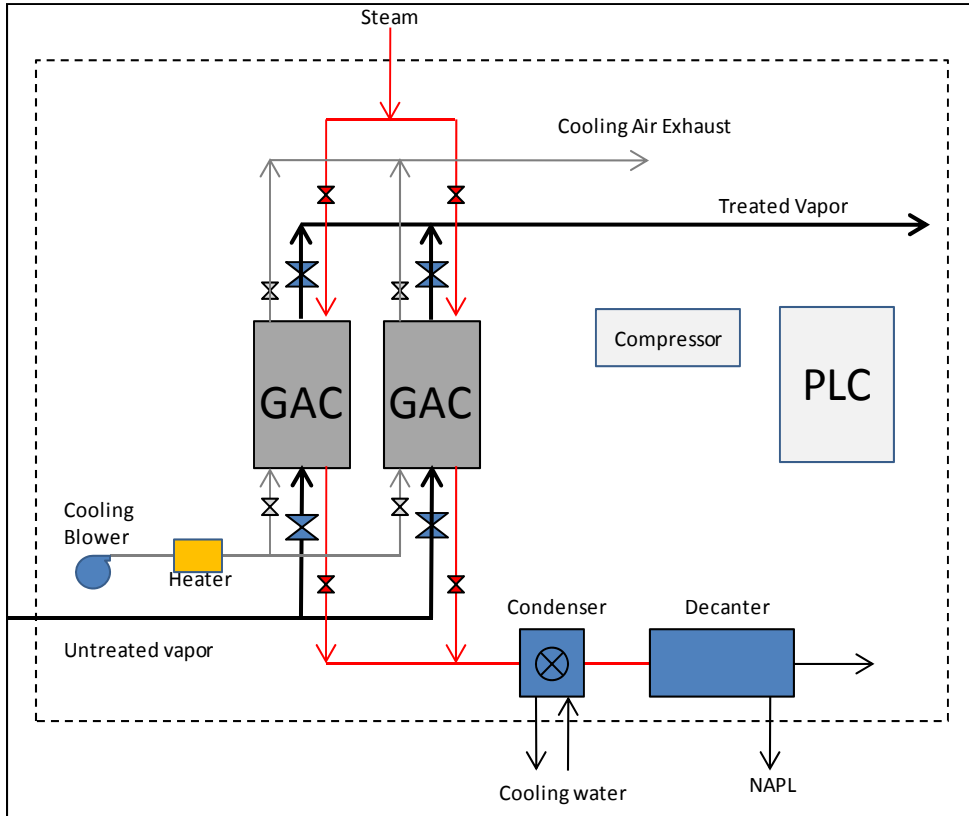 Steam
Cooling Air Exhaust
Treated Vapor
Compressor
PLC
GAC
GAC
Cooling
Blower
Heater
Untreated vapor
Condenser
Decanter
Cooling water
NAPL